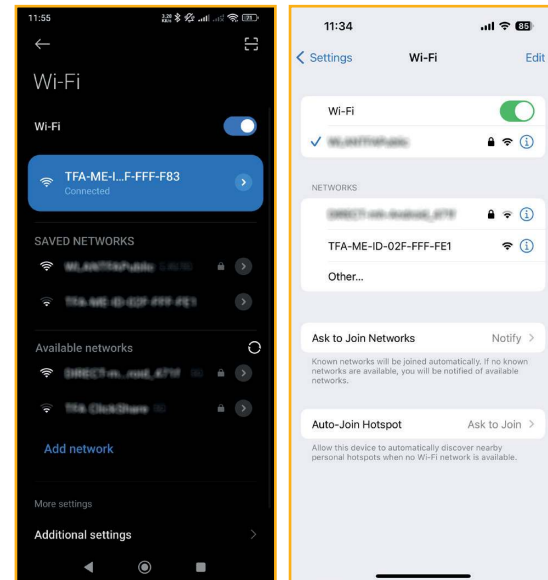 11:55
3.28 KB/s
Wi-Fi
Wi-Fi
TFA-ME-I...F-FFF-F83
Connected
SAVED NETWORKS
Available networks
Add network
More settings
Additional settings
11:34
85
Settings
Wi-Fi
Edit
Wi-Fi
NETWORKS
TFA-ME-ID-02F-FFF-FE1
Other...
Ask to Join Networks
Notify
Known networks will be joined automatically. If no known
networks are available, you will be notified of available
networks.
Auto-Join Hotspot
Ask to Join
Allow this device to automatically discover nearby
personal hotspots when no Wi-Fi network is available.